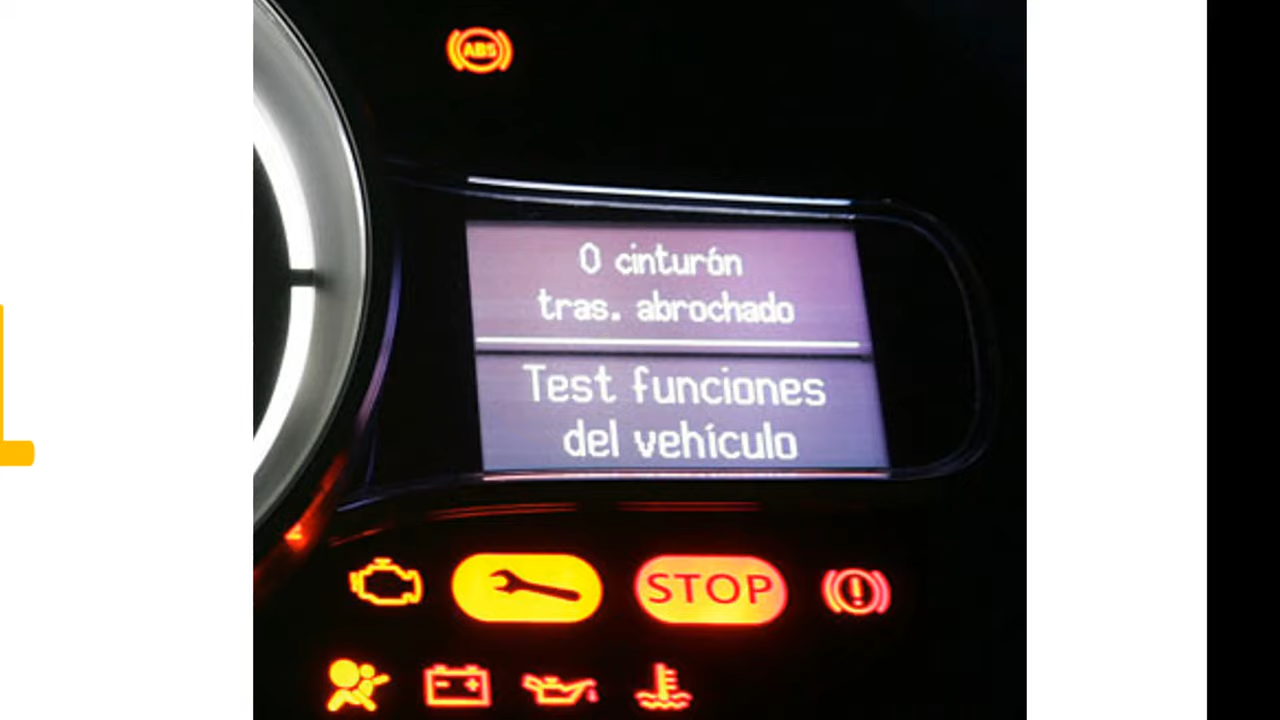 ABS
0 cinturón
tras. abrochado
Test funciones
del vehículo
STOP